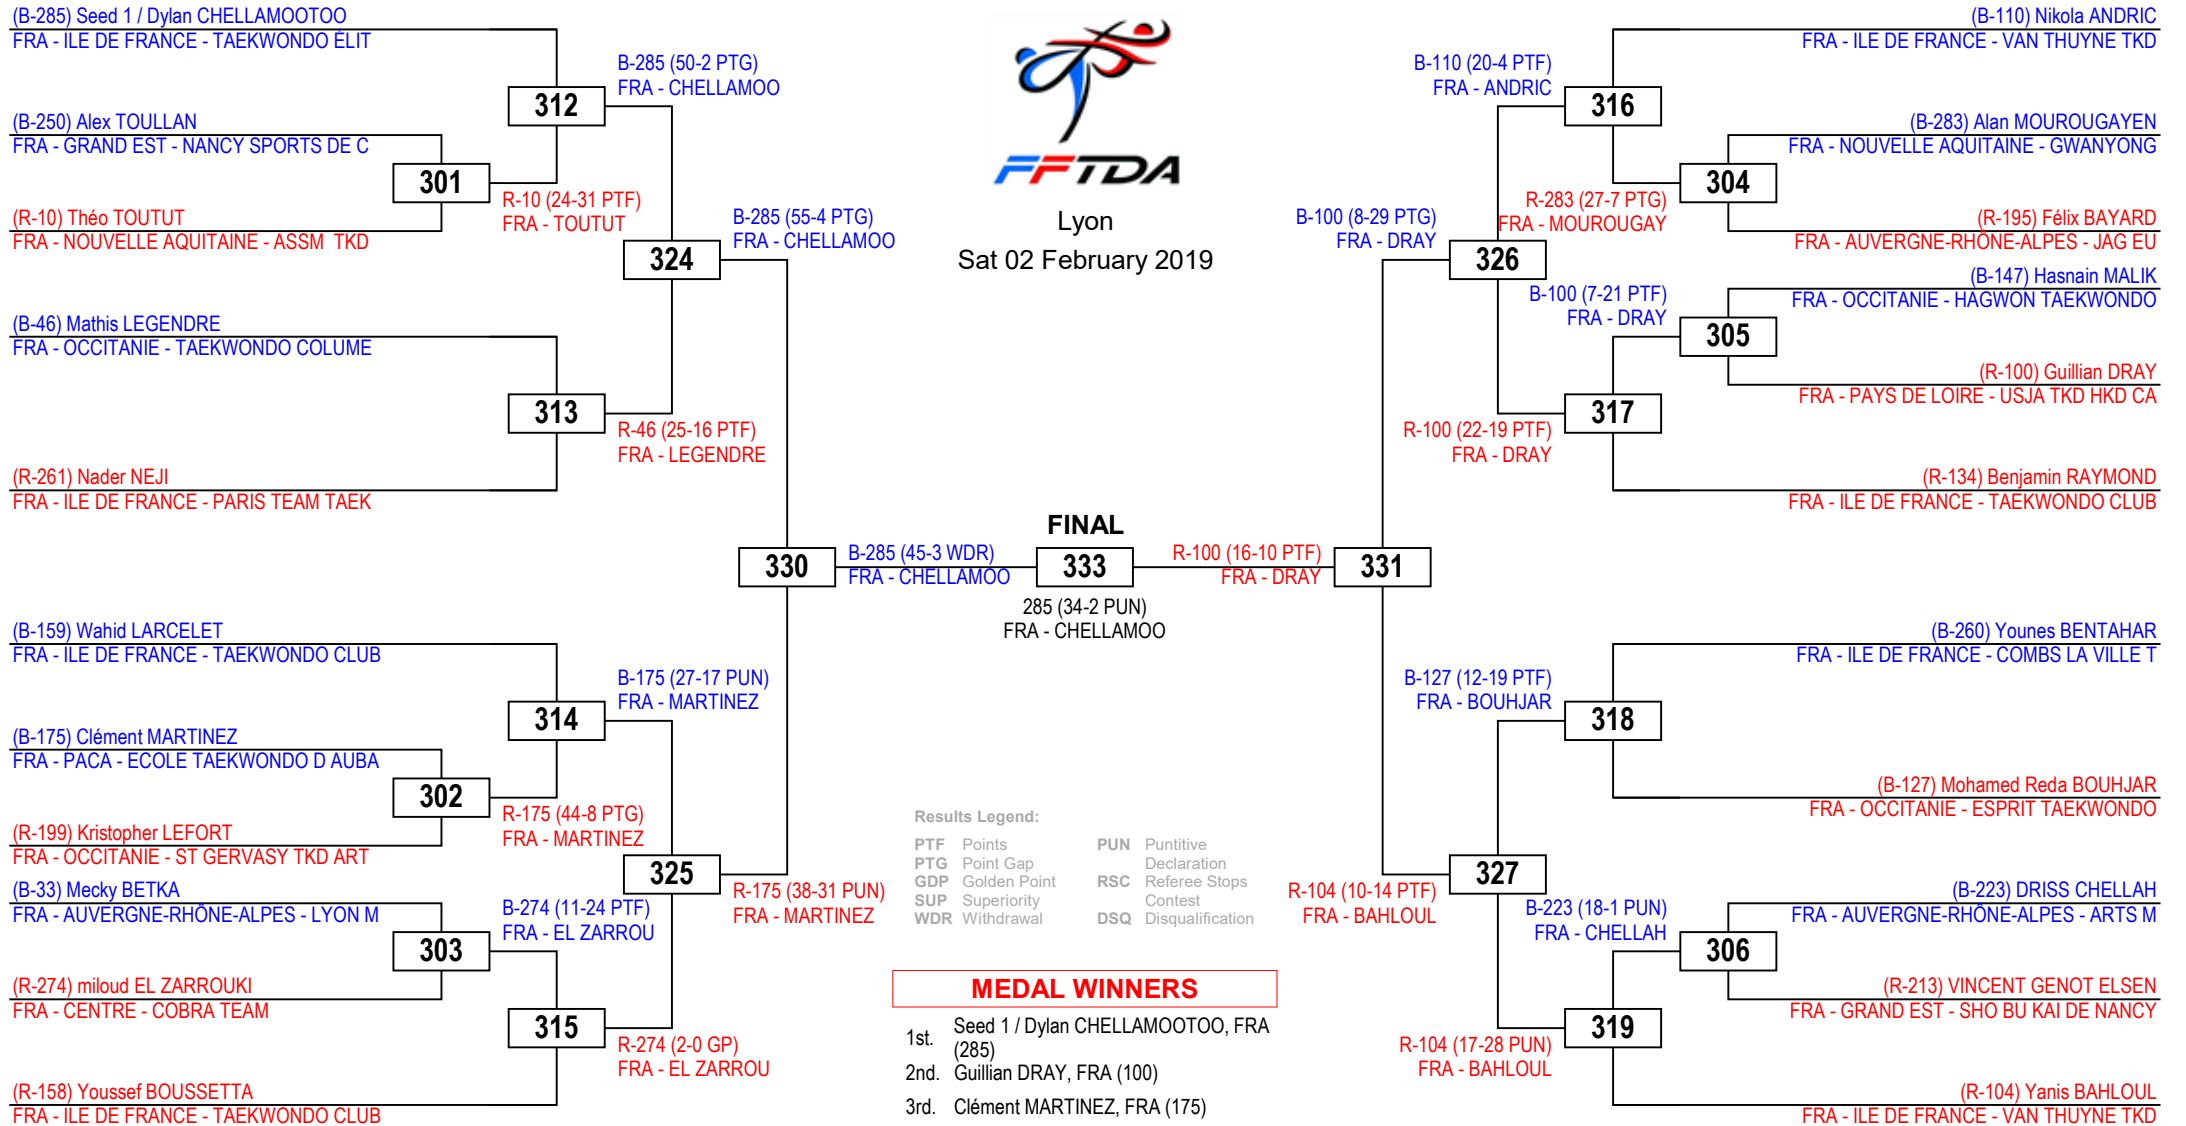 (B-285) Seed 1 / Dylan CHELLAMOOTOO
FRA - ILE DE FRANCE - TAEKWONDO ÉLIT
(B-250) Alex TOULLAN
FRA - GRAND EST - NANCY SPORTS DE C
(R-10) Théo TOUTUT
FRA - NOUVELLE AQUITAINE - ASSM TKD
(B-46) Mathis LEGENDRE
FRA - OCCITANIE - TAEKWONDO COLUME
(R-261) Nader NEJI
FRA - ILE DE FRANCE - PARIS TEAM TAEK
(B-159) Wahid LARCELET
FRA - ILE DE FRANCE - TAEKWONDO CLUB
(B-175) Clément MARTINEZ
FRA - PACA - ECOLE TAEKWONDO D AUBA
(R-199) Kristopher LEFORT
FRA - OCCITANIE - ST GERVASY TKD ART
(B-33) Mecky BETKA
FRA - AUVERGNE-RHÔNE-ALPES - LYON M
(R-274) miloud EL ZARROUKI
FRA - CENTRE - COBRA TEAM
(R-158) Youssef BOUSSETTA
FRA - ILE DE FRANCE - TAEKWONDO CLUB
301
R-10 (24-31 PTF)
FRA - TOUTUT
302
R-175 (44-8 PTG)
FRA - MARTINEZ
303
B-274 (11-24 PTF)
FRA - EL ZARROU
312
B-285 (50-2 PTG)
FRA - CHELLAMOO
313
R-46 (25-16 PTF)
FRA - LEGENDRE
314
B-175 (27-17 PUN)
FRA - MARTINEZ
315
R-274 (2-0 GP)
FRA - EL ZARROU
324
B-285 (55-4 PTG)
FRA - CHELLAMOO
325
R-175 (38-31 PUN)
FRA - MARTINEZ
330
B-285 (45-3 WDR)
FRA - CHELLAMOO
FFTDA
Lyon
Sat 02 February 2019
FINAL
333
285 (34-2 PUN)
FRA - CHELLAMOO
R-100 (16-10 PTF)
FRA - DRAY
331
B-100 (8-29 PTG)
FRA - DRAY
326
R-104 (10-14 PTF)
FRA - BAHLOUL
327
B-110 (20-4 PTF)
FRA - ANDRIC
316
R-100 (22-19 PTF)
FRA - DRAY
317
B-127 (12-19 PTF)
FRA - BOUHJAR
318
R-104 (17-28 PUN)
FRA - BAHLOUL
319
R-283 (27-7 PTG)
FRA - MOUROUGAY
304
B-100 (7-21 PTF)
FRA - DRAY
305
B-223 (18-1 PUN)
FRA - CHELLAH
306
(B-110) Nikola ANDRIC
FRA - ILE DE FRANCE - VAN THUYNE TKD
(B-283) Alan MOUROUGAYEN
FRA - NOUVELLE AQUITAINE - GWANYONG
(R-195) Félix BAYARD
FRA - AUVERGNE-RHÔNE-ALPES - JAG EU
(B-147) Hasnain MALIK
FRA - OCCITANIE - HAGWON TAEKWONDO
(R-100) Guillian DRAY
FRA - PAYS DE LOIRE - USJA TKD HKD CA
(R-134) Benjamin RAYMOND
FRA - ILE DE FRANCE - TAEKWONDO CLUB
(B-260) Younes BENTAHAR
FRA - ILE DE FRANCE - COMBS LA VILLE T
(B-127) Mohamed Reda BOUHJAR
FRA - OCCITANIE - ESPRIT TAEKWONDO
(B-223) DRISS CHELLAH
FRA - AUVERGNE-RHÔNE-ALPES - ARTS M
(R-213) VINCENT GENOT ELSEN
FRA - GRAND EST - SHO BU KAI DE NANCY
(R-104) Yanis BAHLOUL
FRA - ILE DE FRANCE - VAN THUYNE TKD
Results Legend:
PTF Points
PTG Point Gap
GDP Golden Point
SUP Superiority
WDR Withdrawal
PUN Puntitive
Declaration
RSC Referee Stops
Contest
DSQ Disqualification
MEDAL WINNERS
1st. Seed 1 / Dylan CHELLAMOOTOO, FRA
(285)
2nd. Guillian DRAY, FRA (100)
3rd. Clément MARTINEZ, FRA (175)